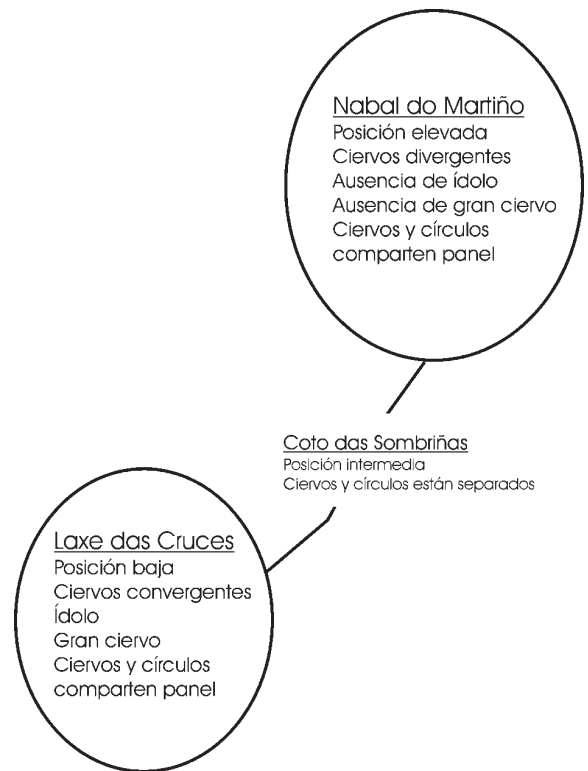 Nabal do Martiño
Posición elevada
Ciervos divergentes
Ausencia de ídolo
Ausencia de gran ciervo
Ciervos y círculos
comparten panel
Coto das Sombriñas
Posición intermedia
Ciervos y círculos están separados
Laxe das Cruces
Posición baja
Ciervos convergentes
Ídolo
Gran ciervo
Ciervos y círculos
comparten panel